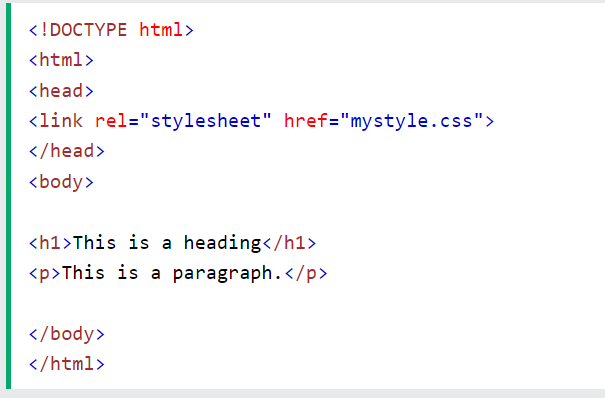 <!DOCTYPE html>
<html>
<head>
<link rel="stylesheet" href="mystyle.css">
</head>
<body>
<h1>This is a heading</h1>
<p>This is a paragraph.</p>
</body>
</html>